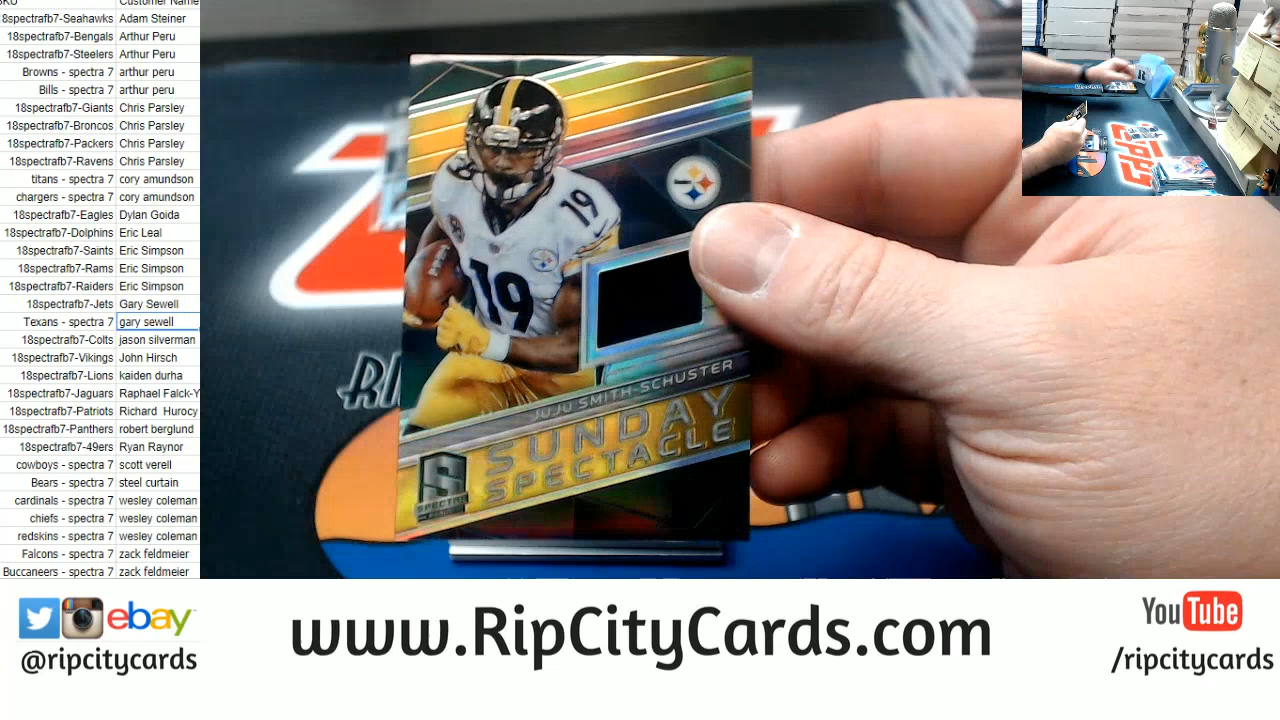 SKU Customer Name
18spectrafb7-Seahawks Adam Steiner
18spectrafb7-Bengals Arthur Peru
18spectrafb7-Steelers Arthur Peru
Browns - spectra 7 arthur peru
Bills - spectra 7 arthur peru
18spectrafb7-Giants Chris Parsley
18spectrafb7-Broncos Chris Parsley
18spectrafb7-Packers Chris Parsley
18spectrafb7-Ravens Chris Parsley
titans - spectra 7 cory amundson
chargers - spectra 7 cory amundson
18spectrafb7-Eagles Dylan Goida
18spectrafb7-Dolphins Eric Leal
18spectrafb7-Saints Eric Simpson
18spectrafb7-Rams Eric Simpson
18spectrafb7-Raiders Eric Simpson
18spectrafb7-Jets Gary Sewell
Texans - spectra 7 gary sewell
18spectrafb7-Colts jason silverman
18spectrafb7-Vikings John Hirsch
18spectrafb7-Lions kaiden durha
18spectrafb7-Jaguars Raphael Falck-Y
18spectrafb7-Patriots Richard Hurocy
18spectrafb7-Panthers robert berglund
18spectrafb7-49ers Ryan Raynor
cowboys - spectra 7 scott verell
Bears - spectra 7 steel curtain
cardinals - spectra 7 wesley coleman
chiefs - spectra 7 wesley coleman
redskins - spectra 7 wesley coleman
Falcons - spectra 7 zack feldmeier
Buccaneers - spectra 7 zack feldmeier
19
19
JUJU SMITH-SCHUSTER
SUNDAY
SPECTACLE
S
SPECTRA
RI
ebay
@ripcitycards
www.RipCityCards.com
YouTube
/ripcitycards